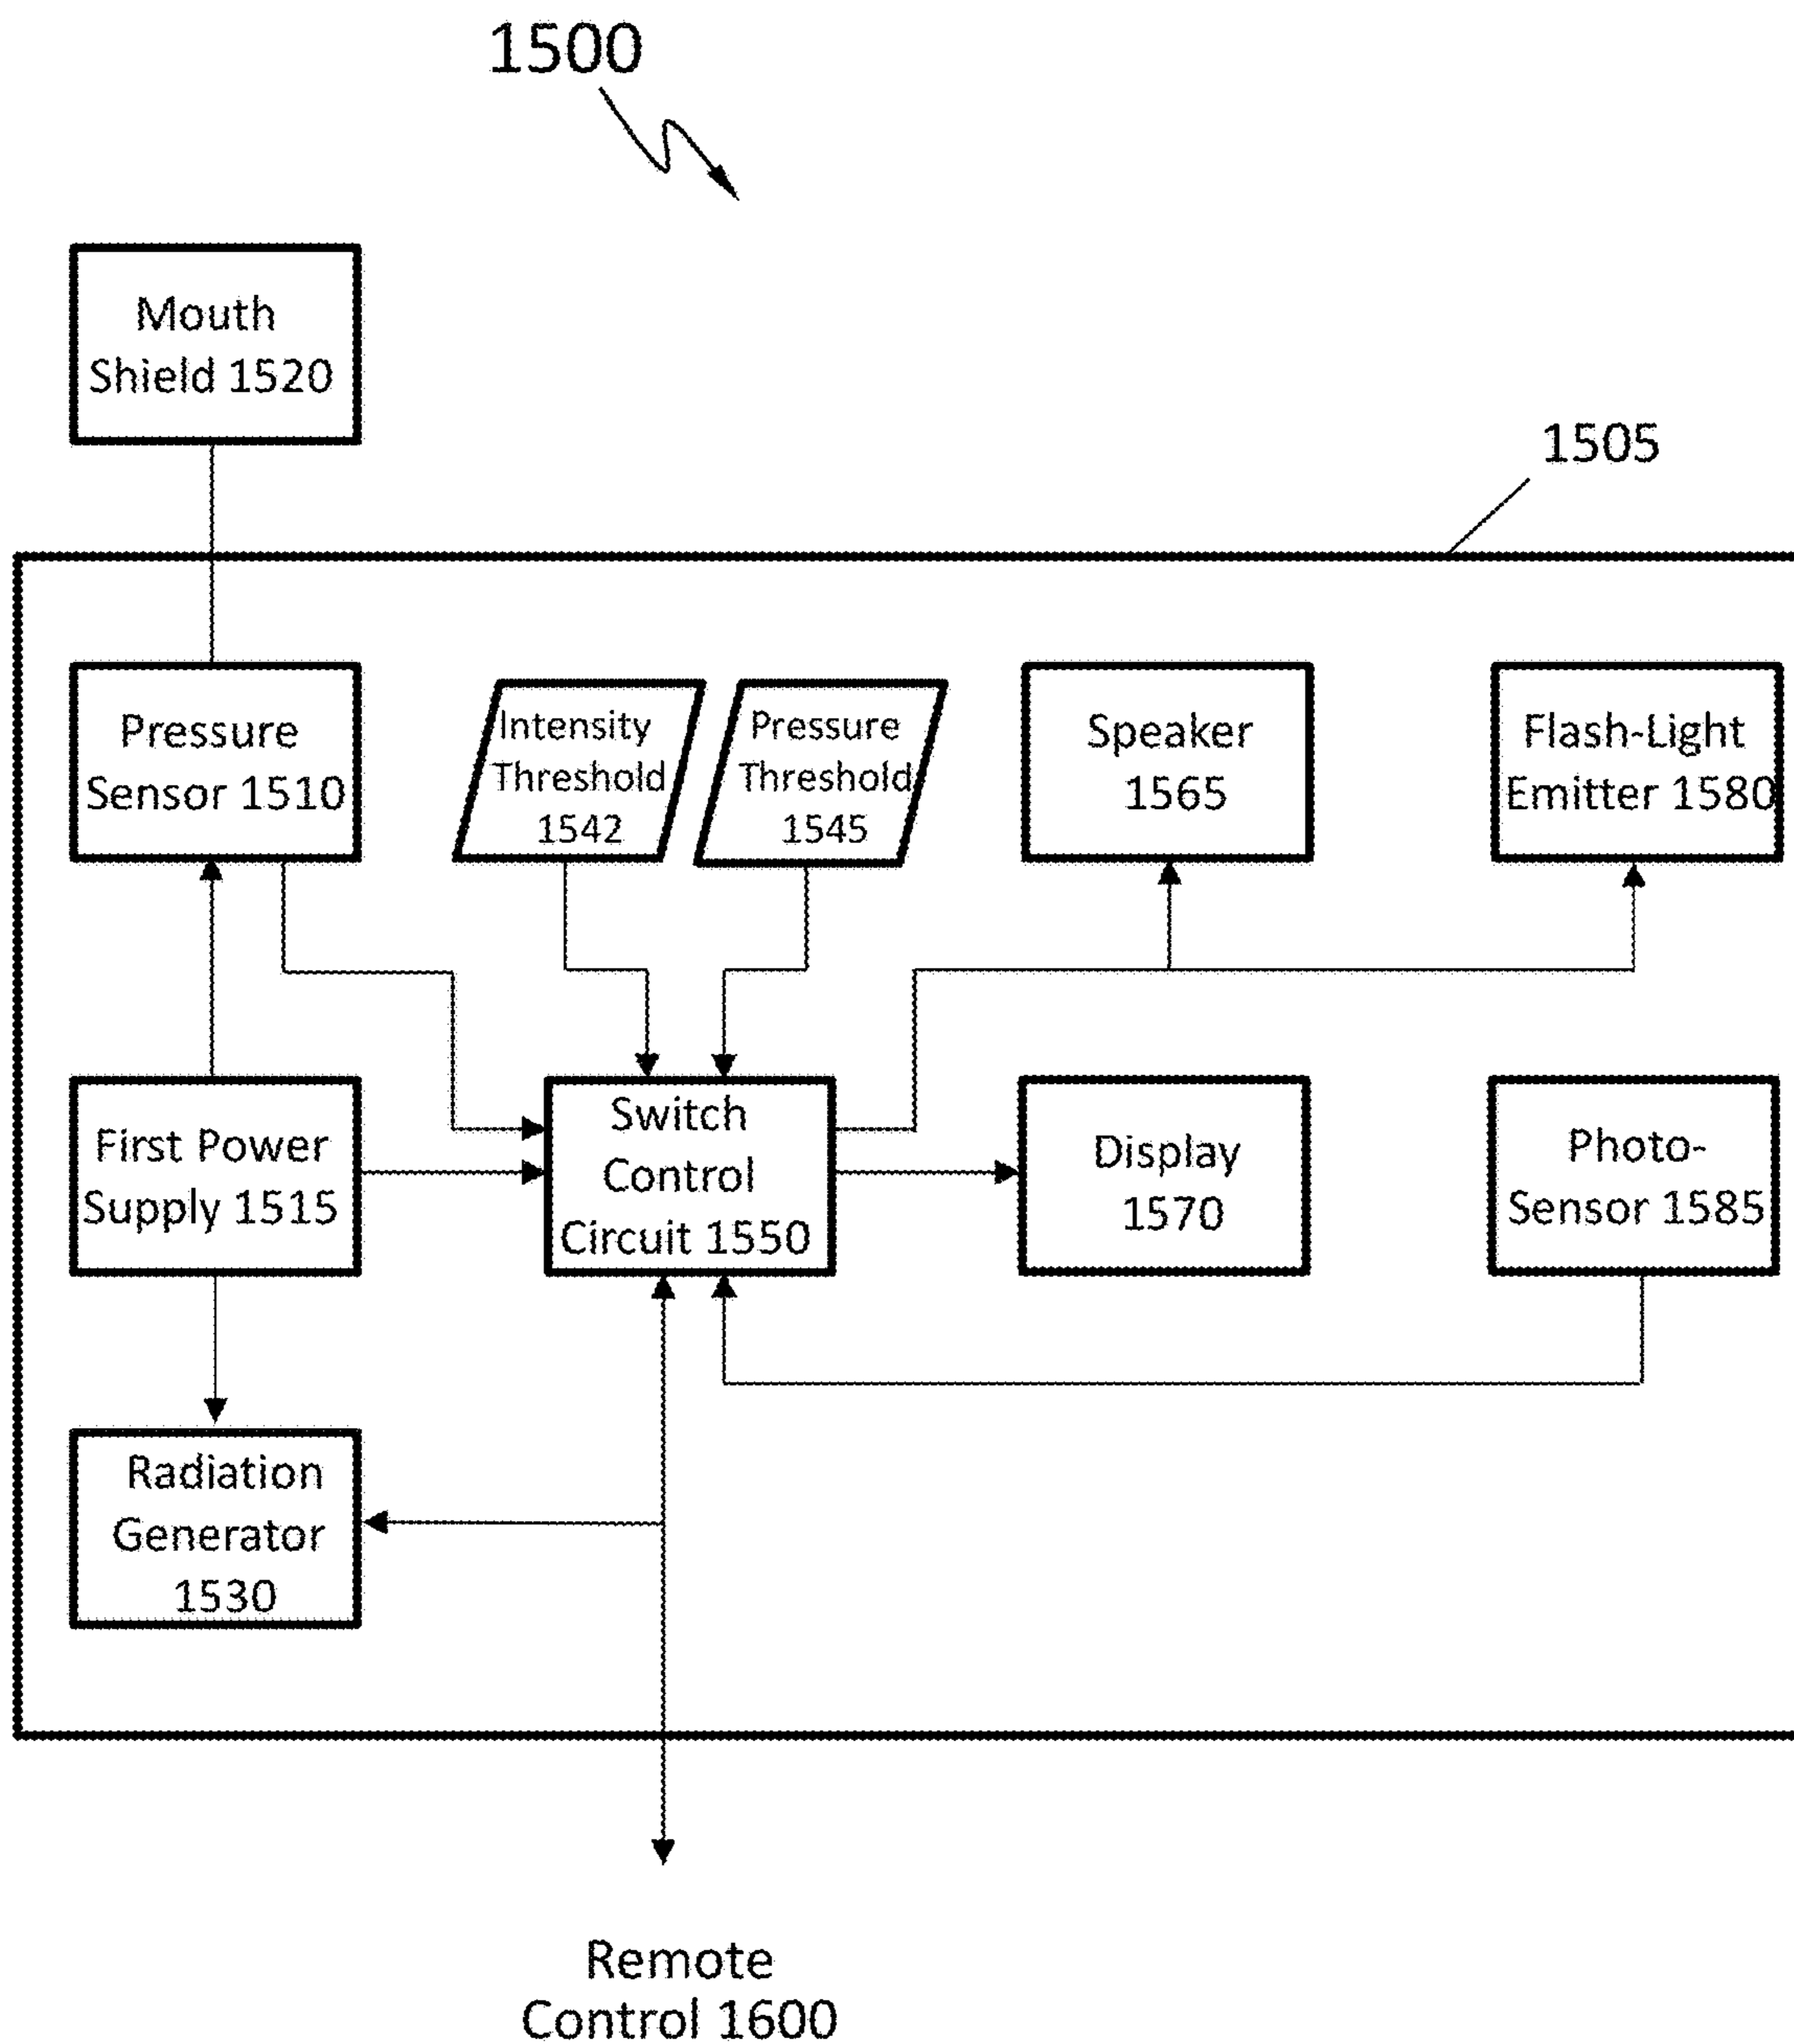 1500
Mouth
Shield 1520
1505
Pressure
Sensor 1510
Intensity
Threshold
1542
Pressure
Threshold
1545
Speaker
1565
Flash-Light
Emitter 1580
First Power
Supply 1515
Switch
Control
Circuit 1550
Display
1570
Photo-
Sensor 1585
Radiation
Generator
1530
Remote
Control 1600